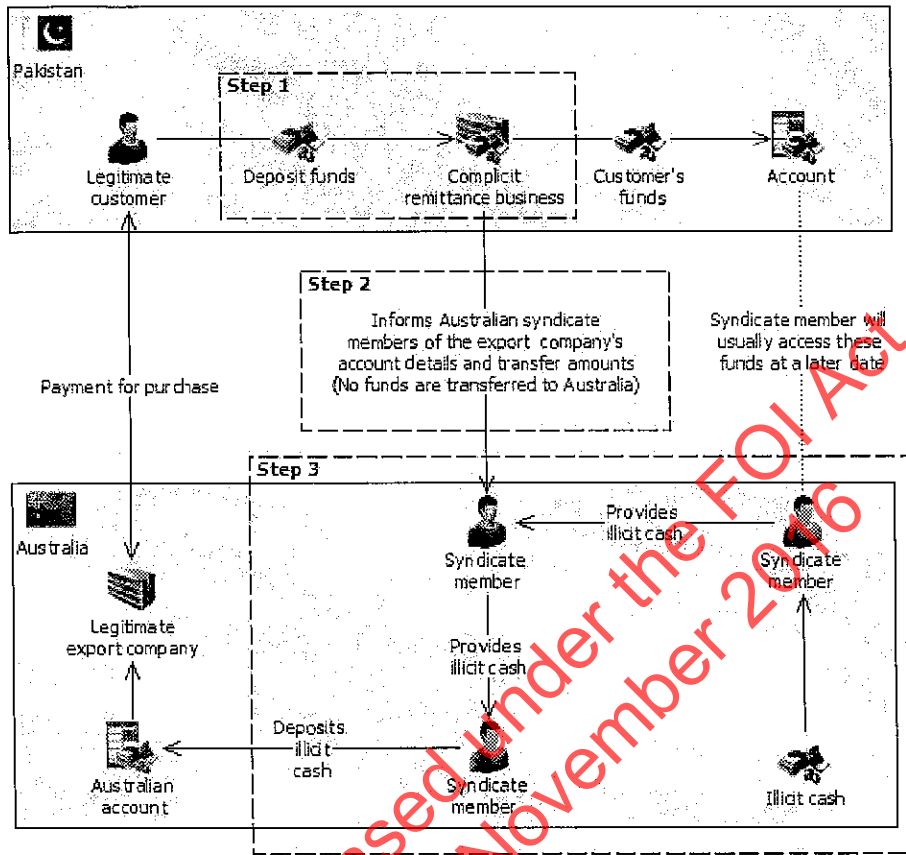 Pakistan
Step 1
Legitimate
customer
Deposit funds
Complicit
remittance business
Customer's
funds
Account
Step 2
Informs Australian syndicate
members of the export company's
account details and transfer amounts
(No funds are transferred to Australia)
Syndicate member will
usually access these
funds at a later date
Payment for purchase
Step 3
Australia
Syndicate
member
Provides
illicit cash
Syndicate
member
Legitimate
export company
Provides
illicit cash
Deposits
illicit
cash
Australian
account
Syndicate
member
Illicit cash
under the FOI Act
November 2016